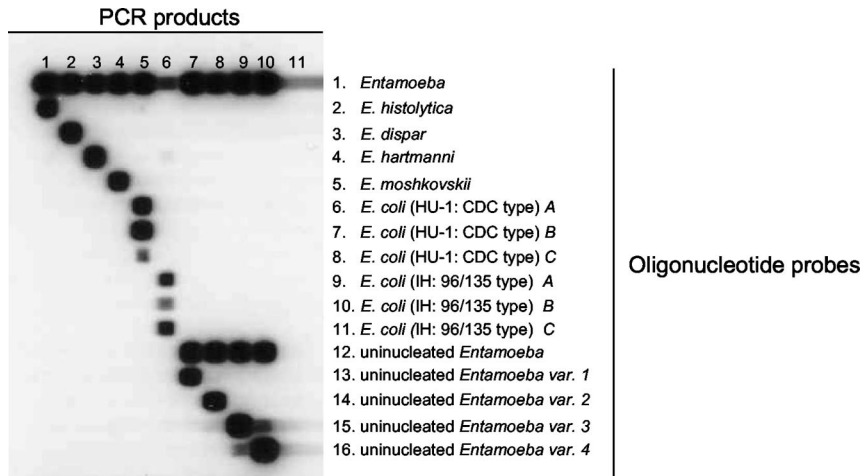 PCR products
1 2 3 4 5 6 7 8 9 10 11
1. Entamoeba
2. E. histolytica
3. E. dispar
4. E. hartmanni
5. E. moshkovskii
6. E. coli (HU-1: CDC type) A
7. E. coli (HU-1: CDC type) B
8. E. coli (HU-1: CDC type) C
9. E. coli (IH: 96/135 type) A
10. E. coli (IH: 96/135 type) B
11. E. coli (IH: 96/135 type) C
12. uninucleated Entamoeba
13. uninucleated Entamoeba var. 1
14. uninucleated Entamoeba var. 2
15. uninucleated Entamoeba var. 3
16. uninucleated Entamoeba var. 4
Oligonucleotide probes